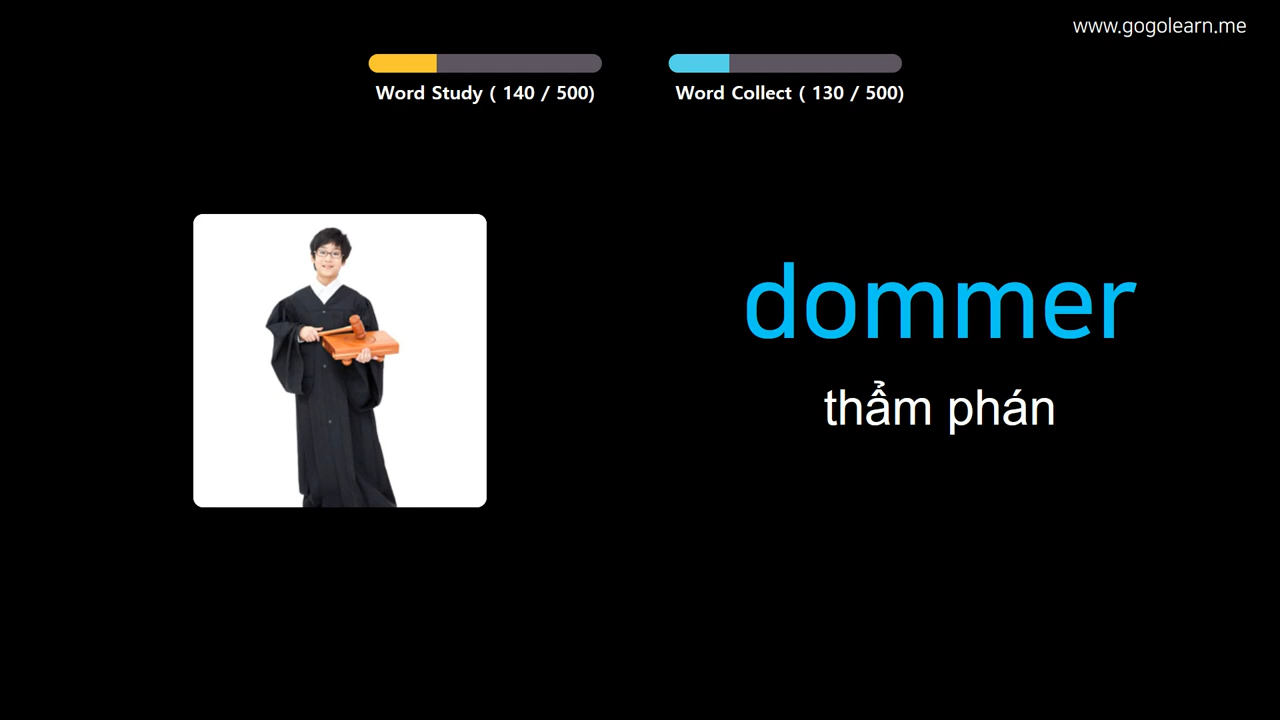 www.gogolearn.me
Word Study ( 140 / 500)
Word Collect ( 130 / 500)
dommer
thẩm phán